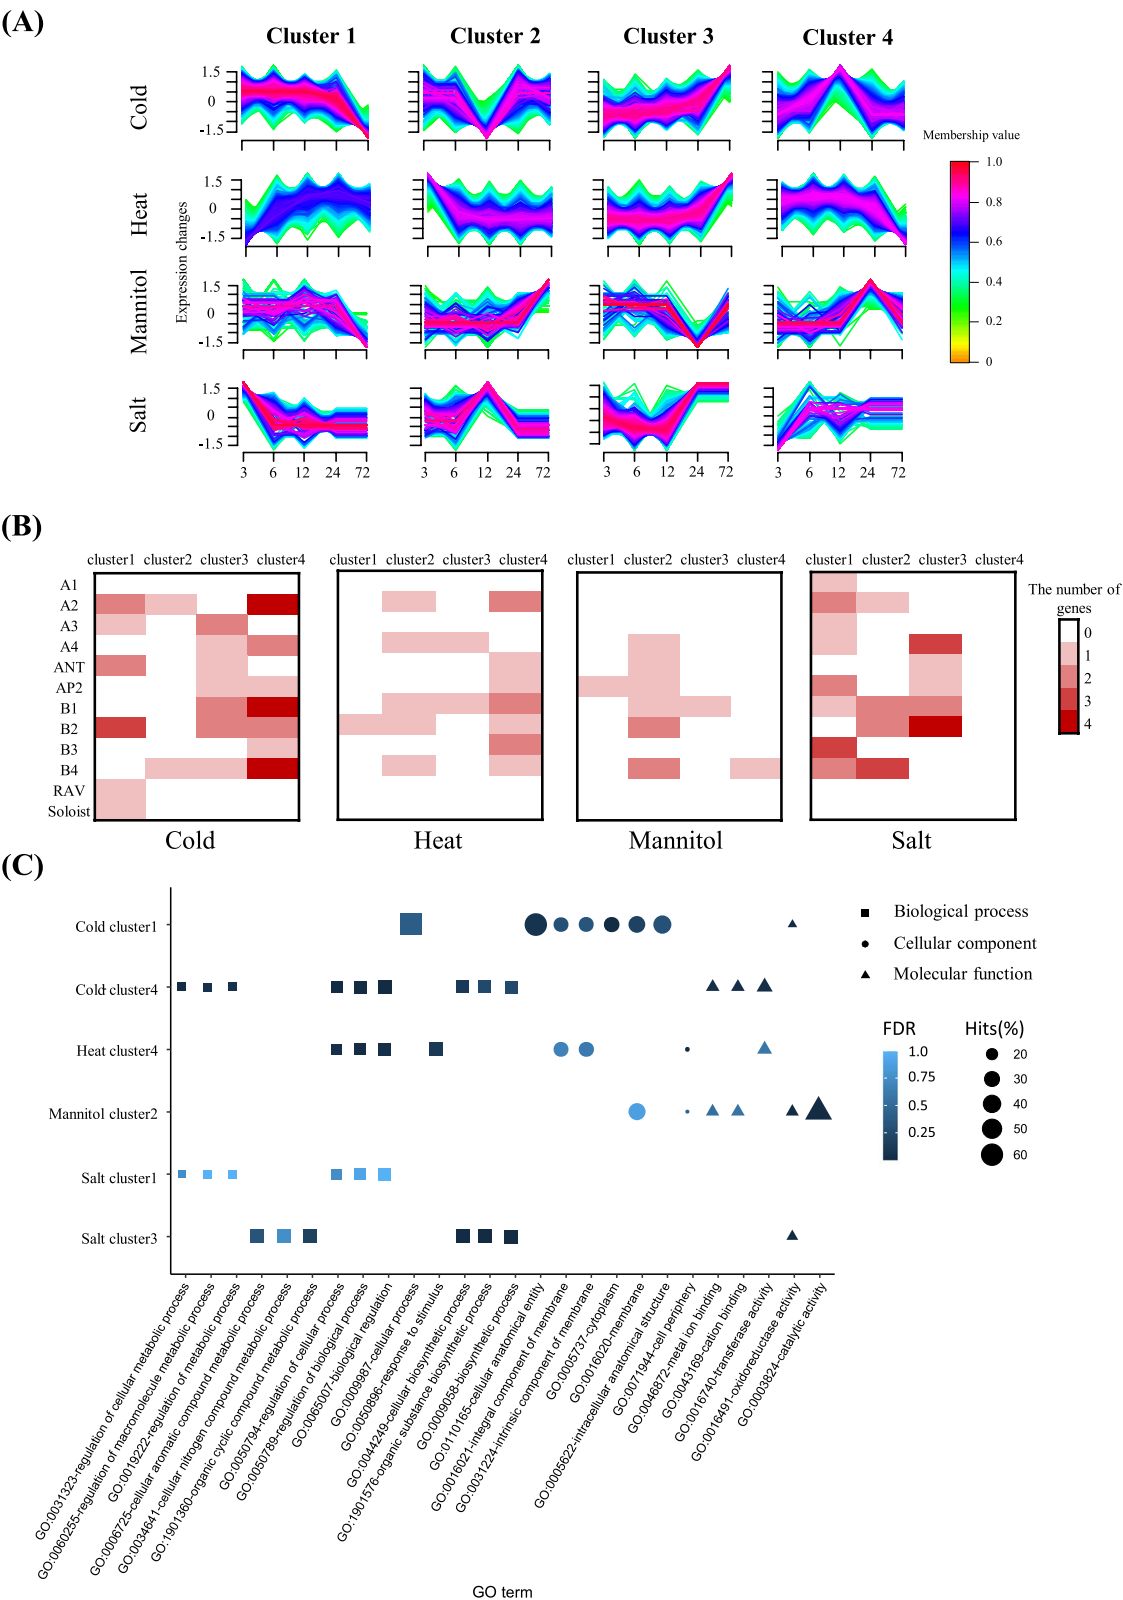 (A)
Cluster 1 Cluster 2 Cluster 3 Cluster 4
Cold
1.5
0
-1.5
Heat
1.5
0
-1.5
Mannitol
1.5
0
-1.5
Salt
1.5
0
-1.5
Expression changes
3 6 12 24 72 3 6 12 24 72 3 6 12 24 72 3 6 12 24 72
Membership value
1.0
0.8
0.6
0.4
0.2
0
(B)
cluster1 cluster2 cluster3 cluster4 cluster1 cluster2 cluster3 cluster4 cluster1 cluster2 cluster3 cluster4 cluster1 cluster2 cluster3 cluster4
A1
A2
A3
A4
ANT
AP2
B1
B2
B3
B4
RAV
Soloist
Cold Heat Mannitol Salt
The number of
genes
0
1
2
3
4
(C)
Cold cluster1
Cold cluster4
Heat cluster4
Mannitol cluster2
Salt cluster1
Salt cluster3
Biological process
Cellular component
Molecular function
FDR
1.0
0.75
0.5
0.25
Hits(%)
20
30
40
50
60
GO:0031323-regulation of cellular metabolic process
GO:0060255-regulation of macromolecule metabolic process
GO:0019222-regulation of metabolic process
GO:0006725-cellular aromatic compound metabolic process
GO:0034641-cellular nitrogen compound metabolic process
GO:1901360-organic cyclic compound metabolic process
GO:0050794-regulation of cellular process
GO:0050789-regulation of biological process
GO:0065007-biological regulation
GO:0009987-cellular process
GO:0050896-response to stimulus
GO:0044249-cellular biosynthetic process
GO:1901576-organic substance biosynthetic process
GO:0009058-biosynthetic process
GO:0110165-cellular anatomical entity
GO:0016021-integral component of membrane
GO:0031224-intrinsic component of membrane
GO:0005737-cytoplasm
GO:0016020-membrane
GO:0005622-intracellular anatomical structure
GO:0071944-cell periphery
GO:0046872-metal ion binding
GO:0043169-cation binding
GO:0016740-transferase activity
GO:0016491-oxidoreductase activity
GO:0003824-catalytic activity
GO term